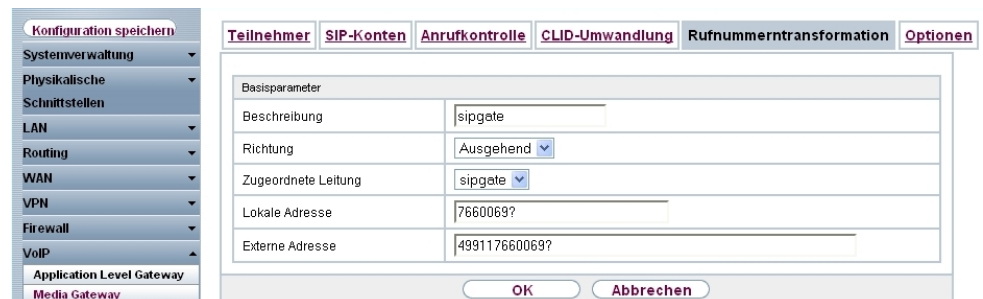 Konfiguration speichern
Systemverwaltung
Physikalische
Schnittstellen
LAN
Routing
WAN
VPN
Firewall
VoIP
Application Level Gateway
Media Gateway
Teilnehmer SIP-Konten Anrufkontrolle CLID-Umwandlung Rufnummerntransformation Optionen
Basisparameter
Beschreibung sipgate
Richtung Ausgehend
Zugeordnete Leitung sipgate
Lokale Adresse 7660069?
Externe Adresse 499117660069?
OK Abbrechen